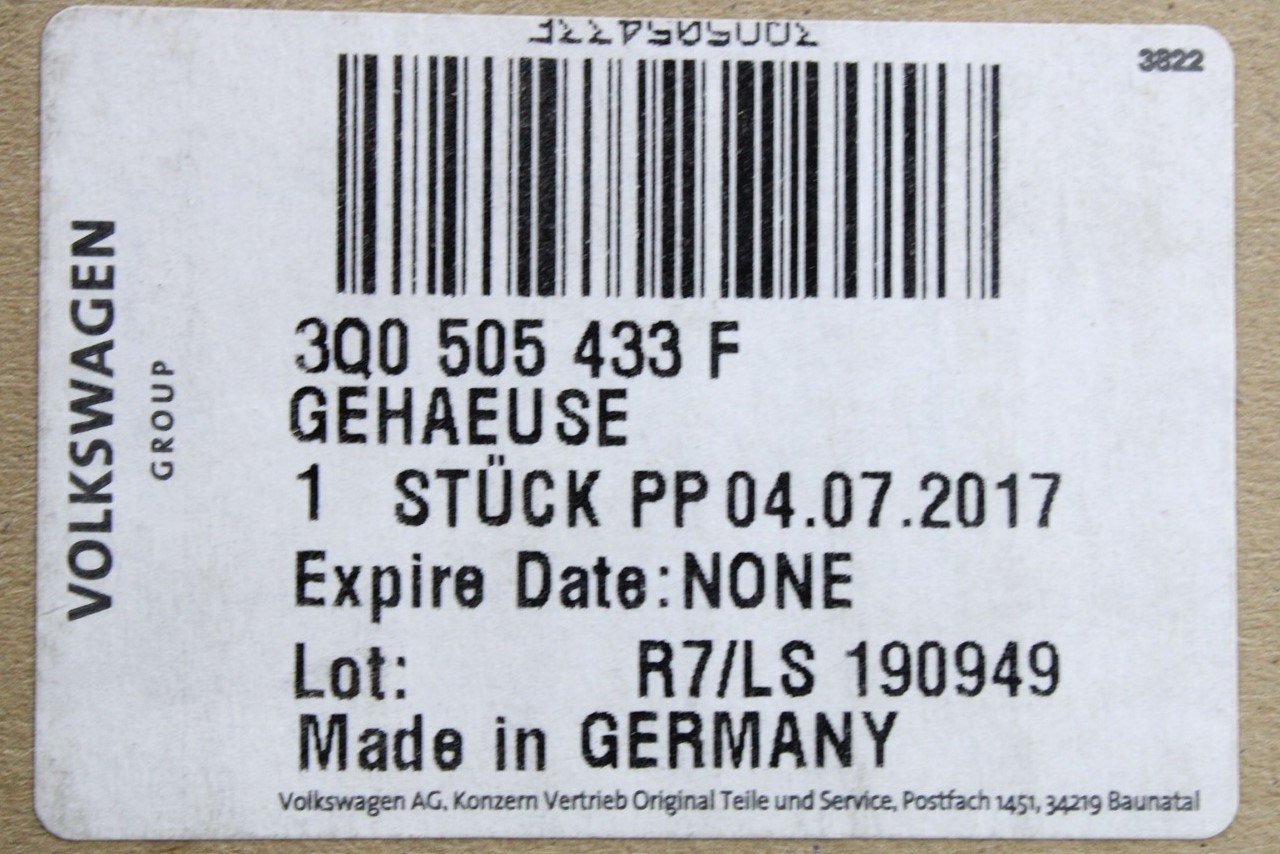 3822
3Q0 505 433 F
GEHAEUSE
1 STÜCK PP 04.07.2017
Expire Date:NONE
Lot: R7/LS 190949
Made in GERMANY
Volkswagen AG, Konzern Vertrieb Original Teile und Service, Postfach 1451, 34219 Baunatal
VOLKSWAGEN
GROUP